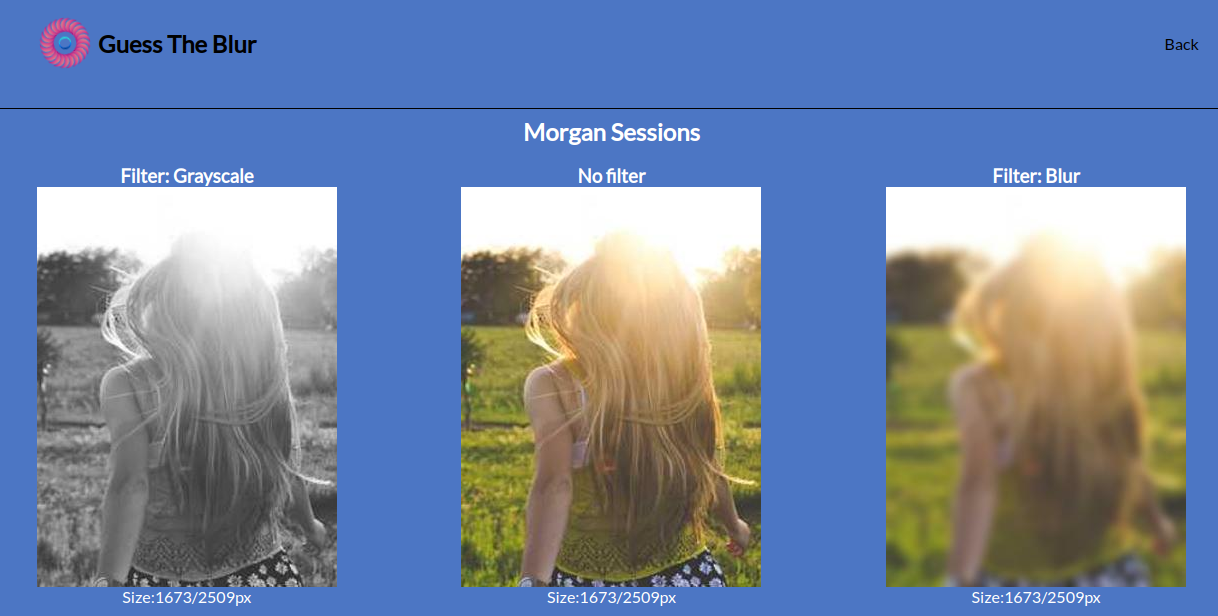 Guess The Blur
Back
Morgan Sessions
Filter: Grayscale
No filter
Filter: Blur
Size:1673/2509px
Size:1673/2509px
Size:1673/2509px